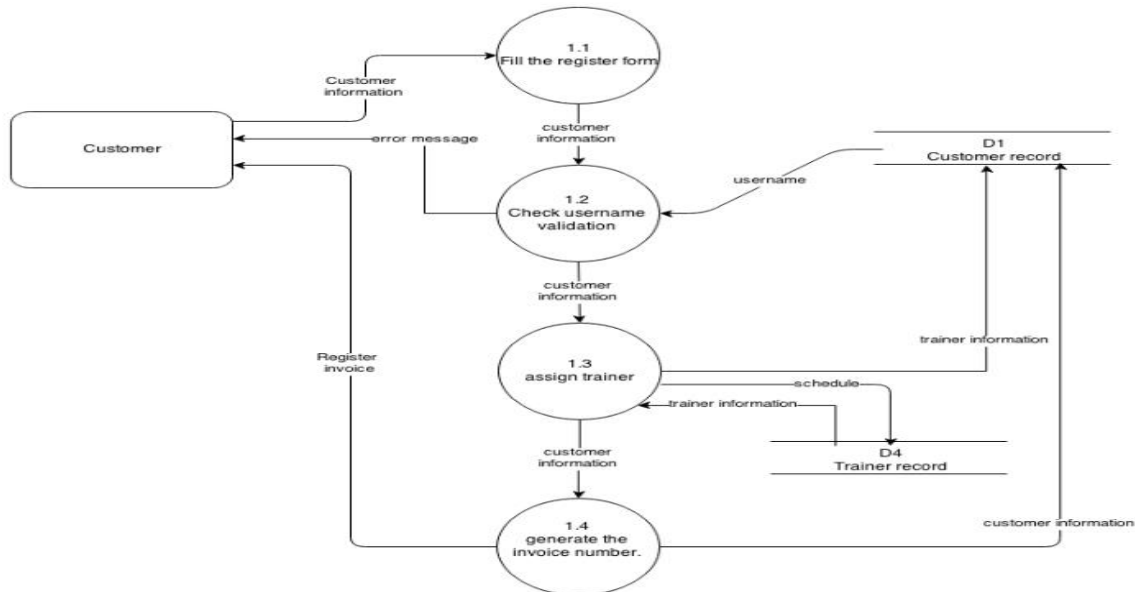 1.1
Fill the register form
Customer
information
customer
information
error message
Customer
D1
Customer record
username
1.2
Check username
validation
customer
information
trainer information
Register
invoice
1.3
assign trainer
schedule
trainer information
customer
information
D4
Trainer record
1.4
generate the
invoice number.
customer information